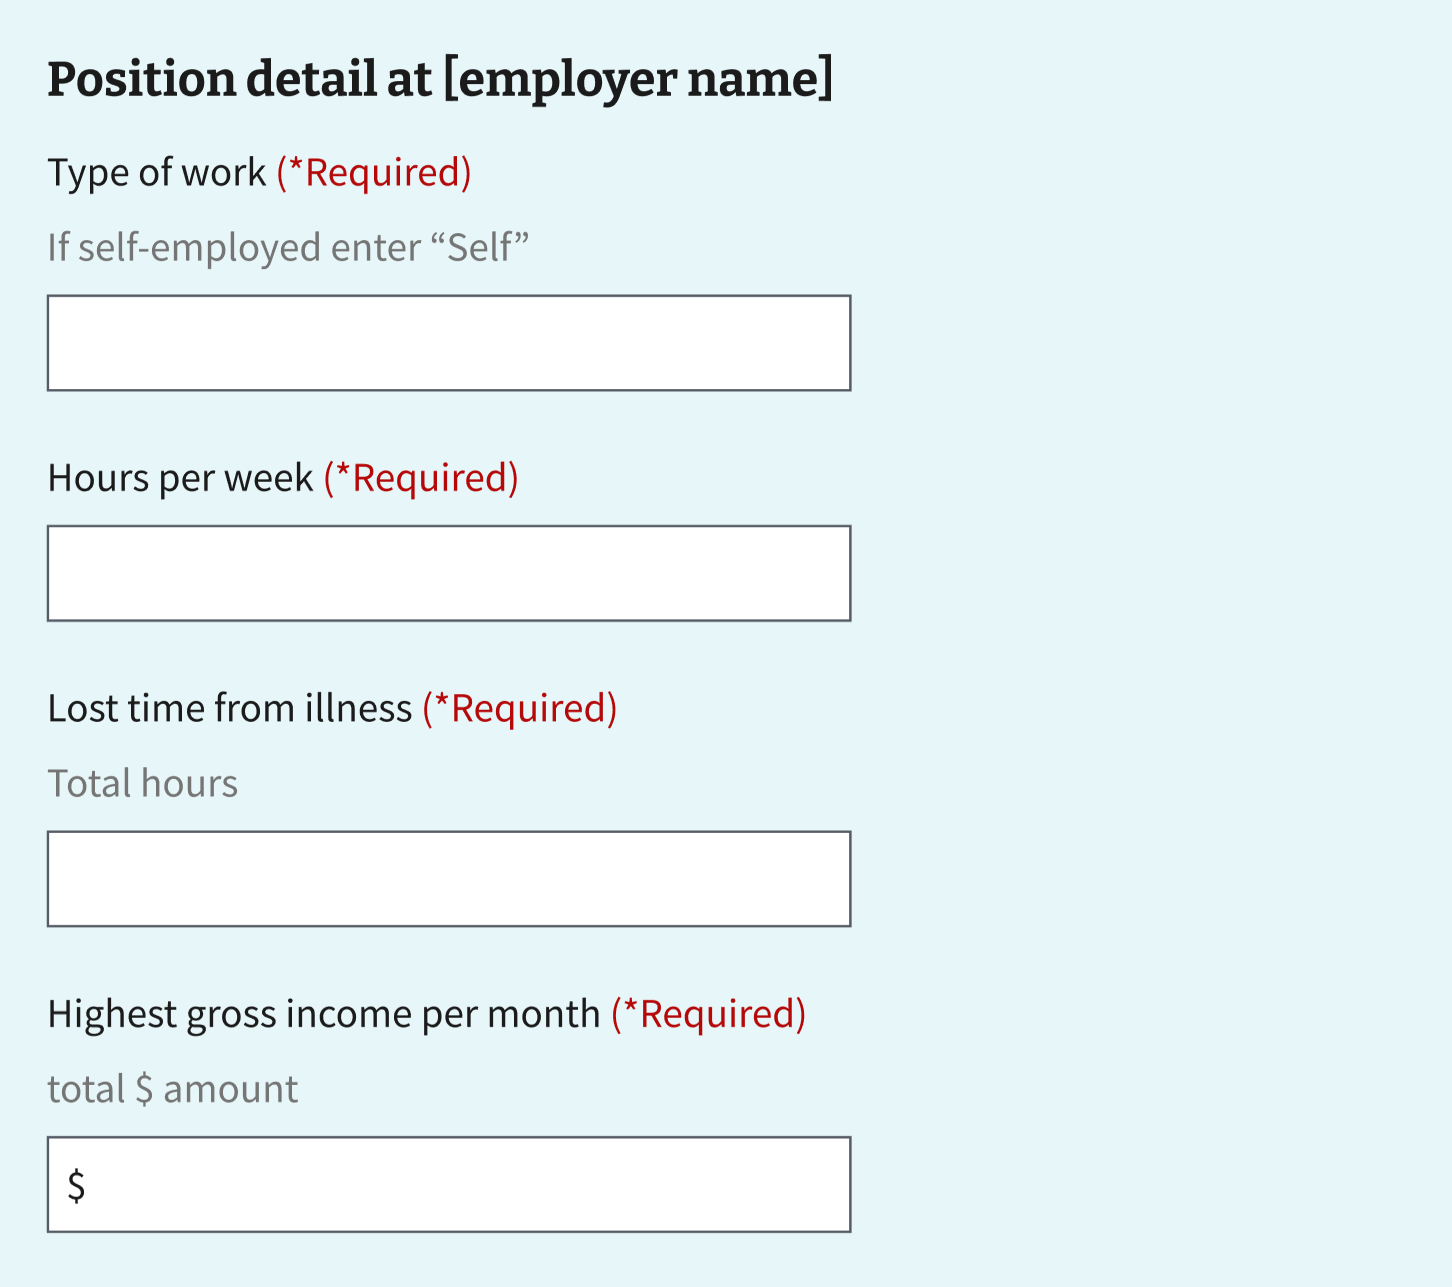 Position detail at [employer name]
Type of work (*Required)
If self-employed enter “Self”
Hours per week (*Required)
Lost time from illness (*Required)
Total hours
Highest gross income per month (*Required)
total $ amount
$